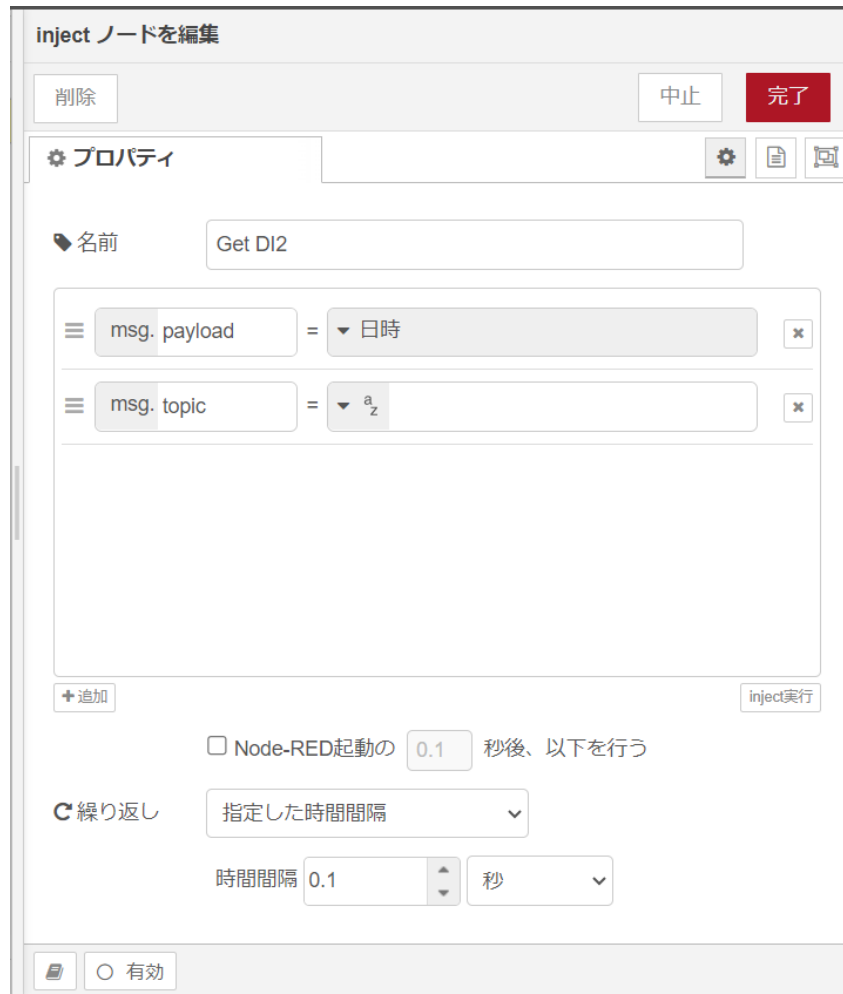 inject ノードを編集
削除 中止 完了
プロパティ
名前 Get DI2
msg. payload = 日時
msg. topic = az
追加 inject実行
Node-RED起動の 0.1 秒後、以下を行う
繰り返し 指定した時間間隔
時間間隔 0.1 秒
有効